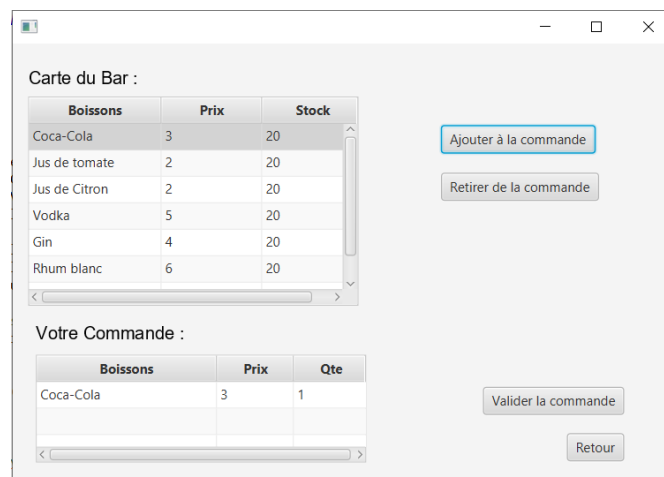 Carte du Bar :
Boissons Prix Stock
Coca-Cola 3 20
Jus de tomate 2 20
Jus de Citron 2 20
Vodka 5 20
Gin 4 20
Rhum blanc 6 20
Ajouter à la commande
Retirer de la commande
Votre Commande :
Boissons Prix Qte
Coca-Cola 3 1
Valider la commande
Retour